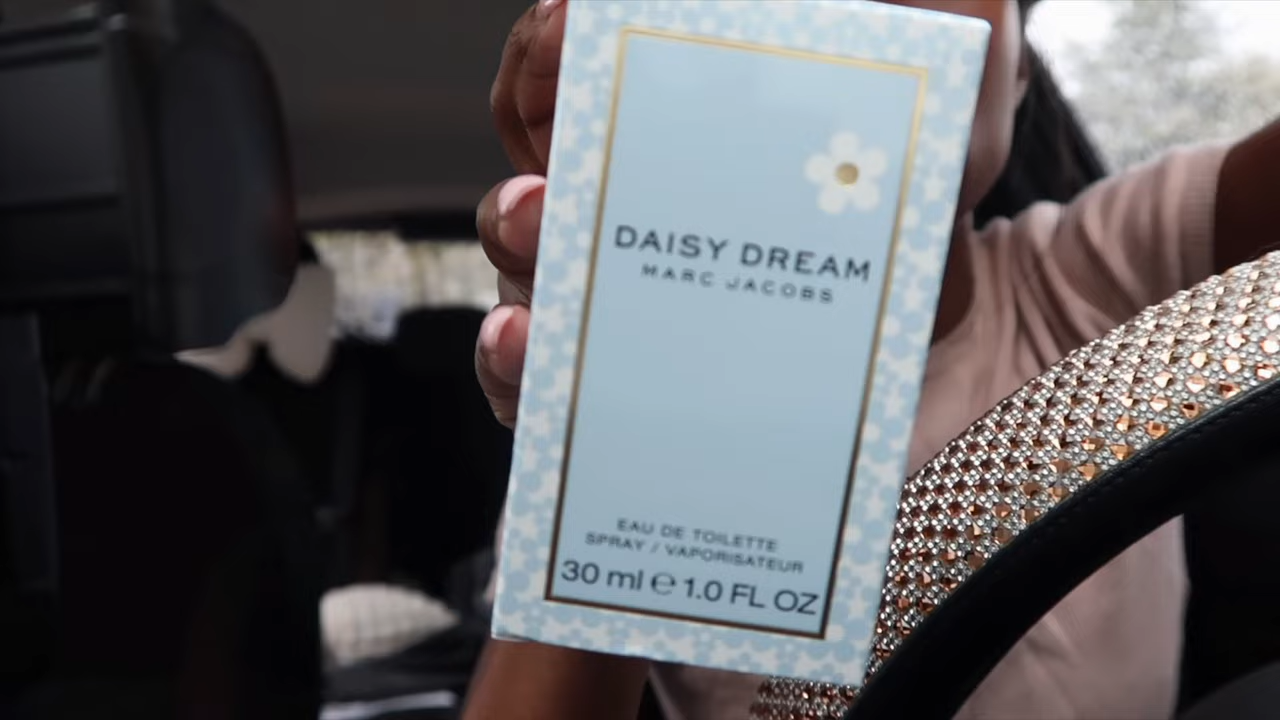 DAISY DREAM
MARC JACOBS
EAU DE TOILETTE
SPRAY / VAPORISATEUR
30 ml ℮ 1.0 FL OZ